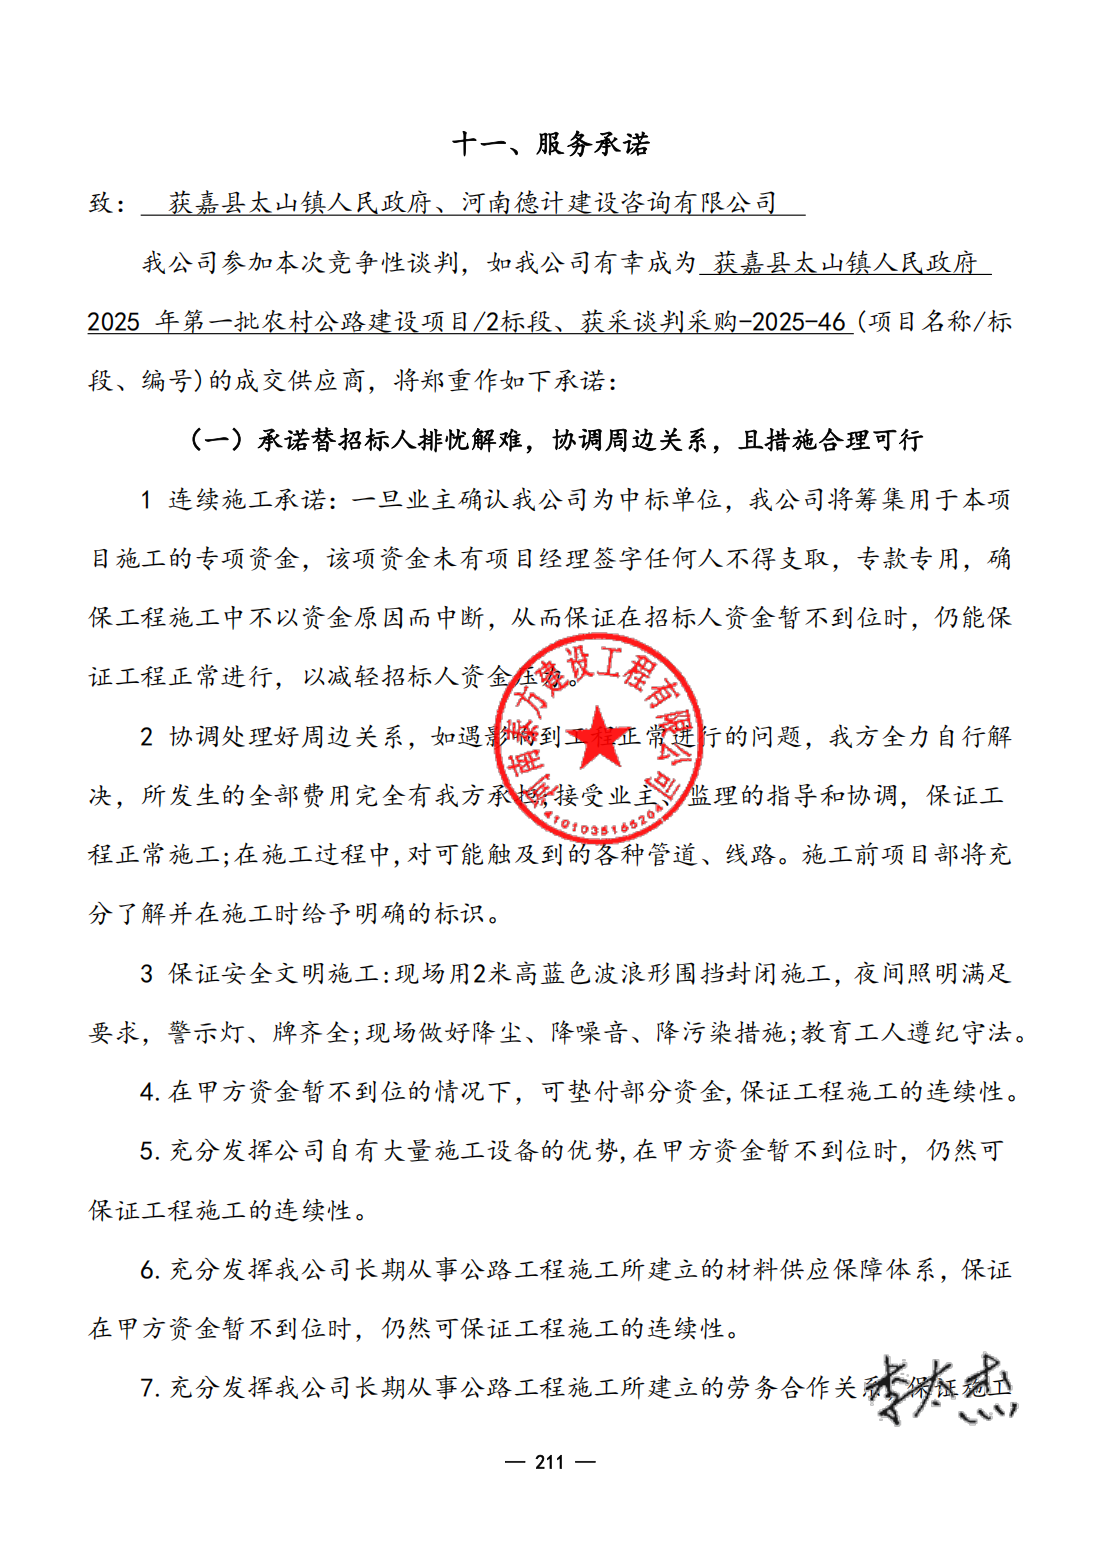 十一、服务承诺
致： 获嘉县太山镇人民政府、河南德计建设咨询有限公司
我公司参加本次竞争性谈判，如我公司有幸成为 获嘉县太山镇人民政府
2025 年第一批农村公路建设项目/2标段、获采谈判采购-2025-46 (项目名称/标
段、编号)的成交供应商，将郑重作如下承诺：
（一）承诺替招标人排忧解难，协调周边关系，且措施合理可行
1 连续施工承诺：一旦业主确认我公司为中标单位，我公司将筹集用于本项
目施工的专项资金，该项资金未有项目经理签字任何人不得支取，专款专用，确
保工程施工中不以资金原因而中断，从而保证在招标人资金暂不到位时，仍能保
证工程正常进行，以减轻招标人资金压力。
2 协调处理好周边关系，如遇影响到工程正常进行的问题，我方全力自行解
决，所发生的全部费用完全有我方承担;接受业主、监理的指导和协调，保证工
程正常施工;在施工过程中,对可能触及到的各种管道、线路。施工前项目部将充
分了解并在施工时给予明确的标识。
3 保证安全文明施工:现场用2米高蓝色波浪形围挡封闭施工，夜间照明满足
要求，警示灯、牌齐全;现场做好降尘、降噪音、降污染措施;教育工人遵纪守法。
4.在甲方资金暂不到位的情况下，可垫付部分资金,保证工程施工的连续性。
5.充分发挥公司自有大量施工设备的优势,在甲方资金暂不到位时，仍然可
保证工程施工的连续性。
6.充分发挥我公司长期从事公路工程施工所建立的材料供应保障体系，保证
在甲方资金暂不到位时，仍然可保证工程施工的连续性。
7.充分发挥我公司长期从事公路工程施工所建立的劳务合作关系，保证施工
河南泰方建设工程有限公司
4101035165204
李太杰
— 211 —